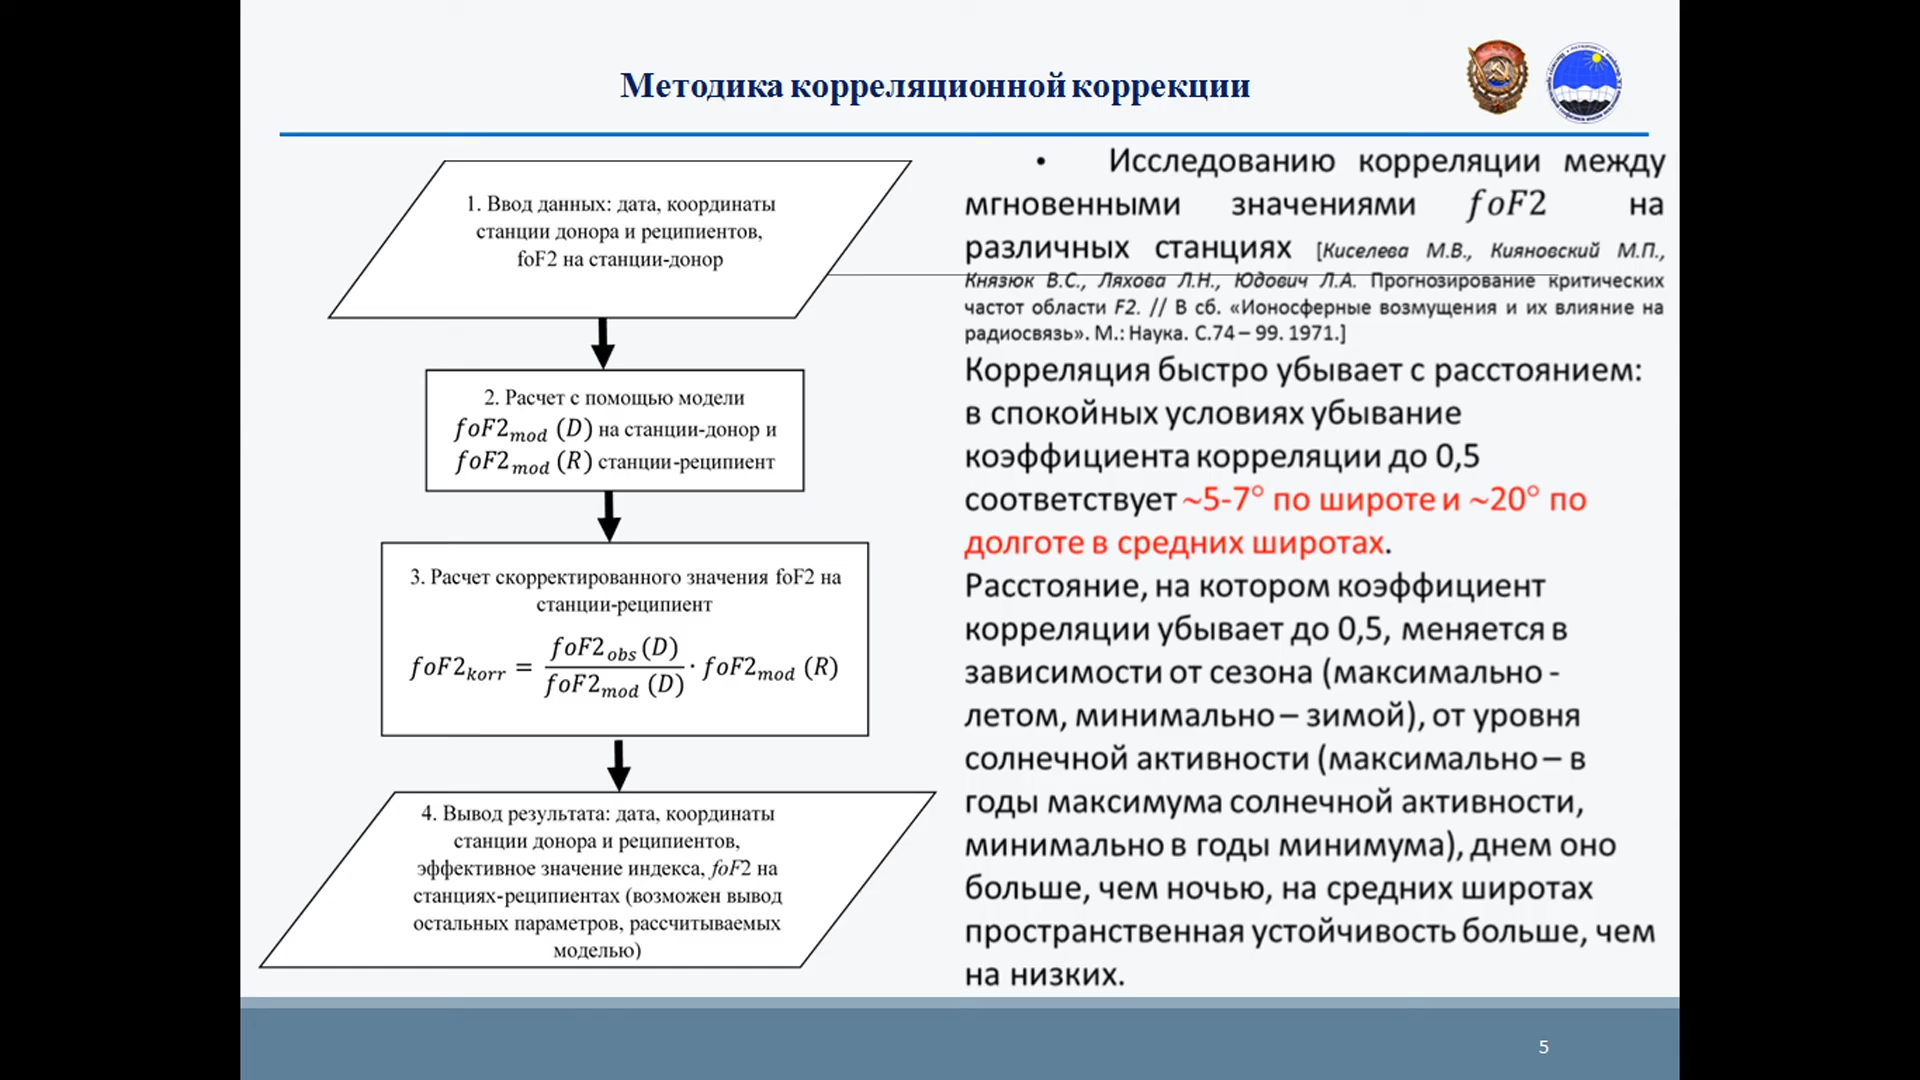 Методика корреляционной коррекции
1. Ввод данных: дата, координаты
станции донора и реципиентов,
foF2 на станции-донор
2. Расчет с помощью модели
foF2mod (D) на станции-донор и
foF2mod (R) станции-реципиент
3. Расчет скорректированного значения foF2 на
станции-реципиент
foF2korr = foF2obs (D) / foF2mod (D) · foF2mod (R)
4. Вывод результата: дата, координаты
станции донора и реципиентов,
эффективное значение индекса, foF2 на
станциях-реципиентах (возможен вывод
остальных параметров, рассчитываемых
моделью)
• Исследованию корреляции между
мгновенными значениями foF2 на
различных станциях [Киселева М.В., Кияновский М.П.,
Князюк В.С., Ляхова Л.Н., Юдович Л.А. Прогнозирование критических
частот области F2. // В сб. «Ионосферные возмущения и их влияние на
радиосвязь». М.: Наука. С.74 – 99. 1971.]
Корреляция быстро убывает с расстоянием:
в спокойных условиях убывание
коэффициента корреляции до 0,5
соответствует ~5-7° по широте и ~20° по
долготе в средних широтах.
Расстояние, на котором коэффициент
корреляции убывает до 0,5, меняется в
зависимости от сезона (максимально -
летом, минимально – зимой), от уровня
солнечной активности (максимально – в
годы максимума солнечной активности,
минимально в годы минимума), днем оно
больше, чем ночью, на средних широтах
пространственная устойчивость больше, чем
на низких.
5